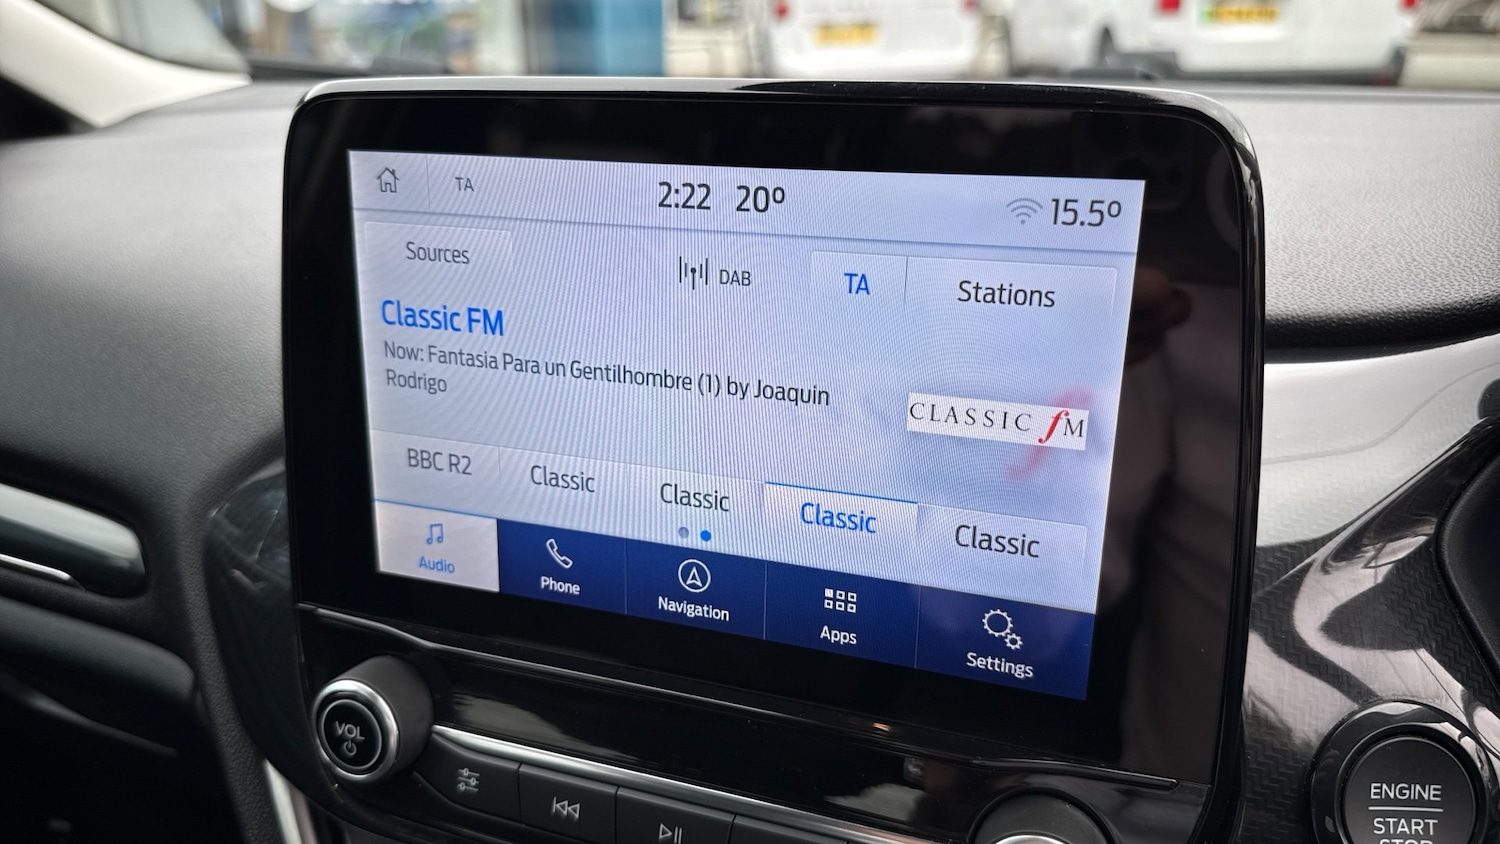 TA 2:22 20° 15.5°
Sources DAB TA Stations
Classic FM
Now: Fantasia Para un Gentilhombre (1) by Joaquin
Rodrigo
CLASSIC fM
BBC R2 Classic Classic Classic Classic
Audio Phone Navigation Apps Settings
VOL
ENGINE
START
STOP